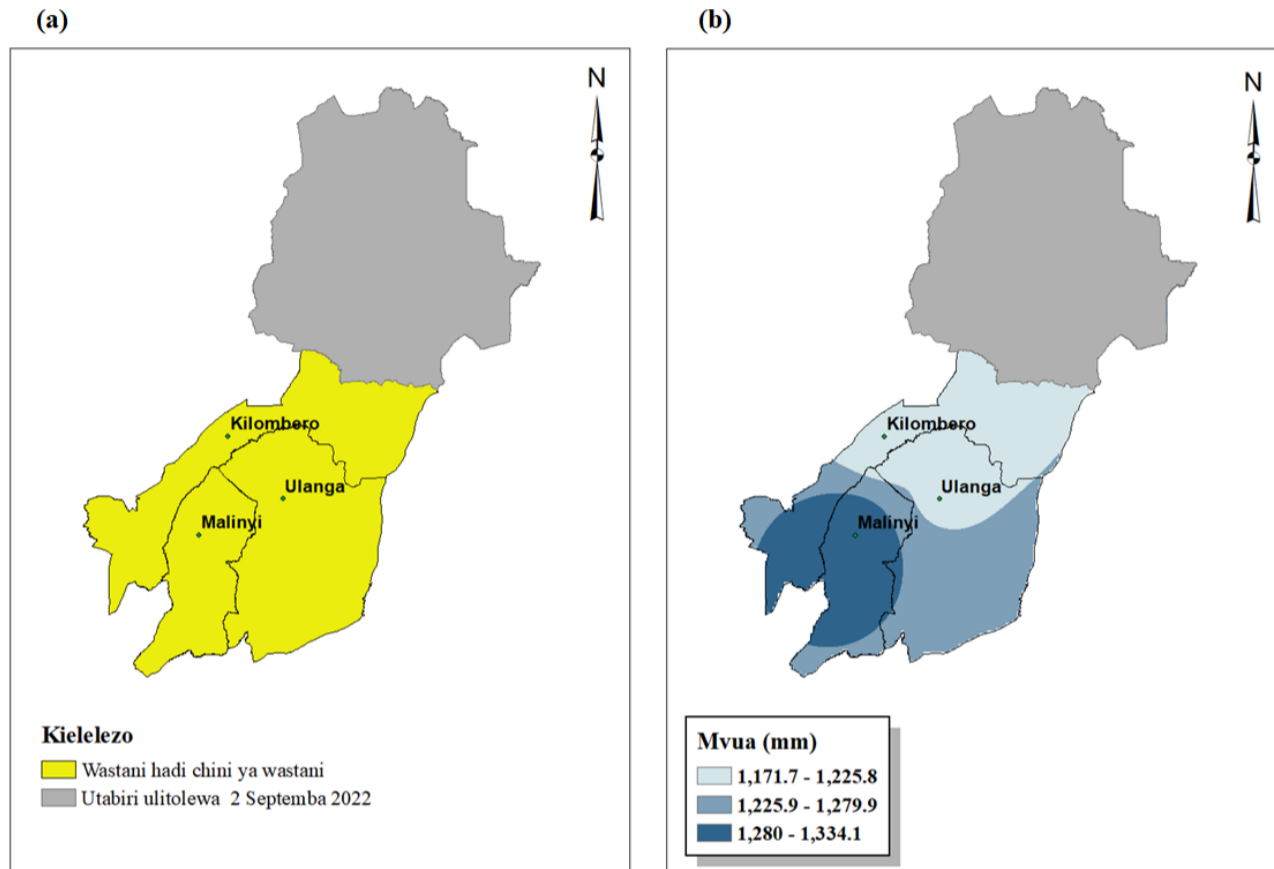 (a)
N
Kilombero
Ulanga
Malinyi
Kielelezo
Wastani hadi chini ya wastani
Utabiri ulitolewa 2 Septemba 2022
(b)
N
Kilombero
Ulanga
Malinyi
Mvua (mm)
1,171.7 - 1,225.8
1,225.9 - 1,279.9
1,280 - 1,334.1